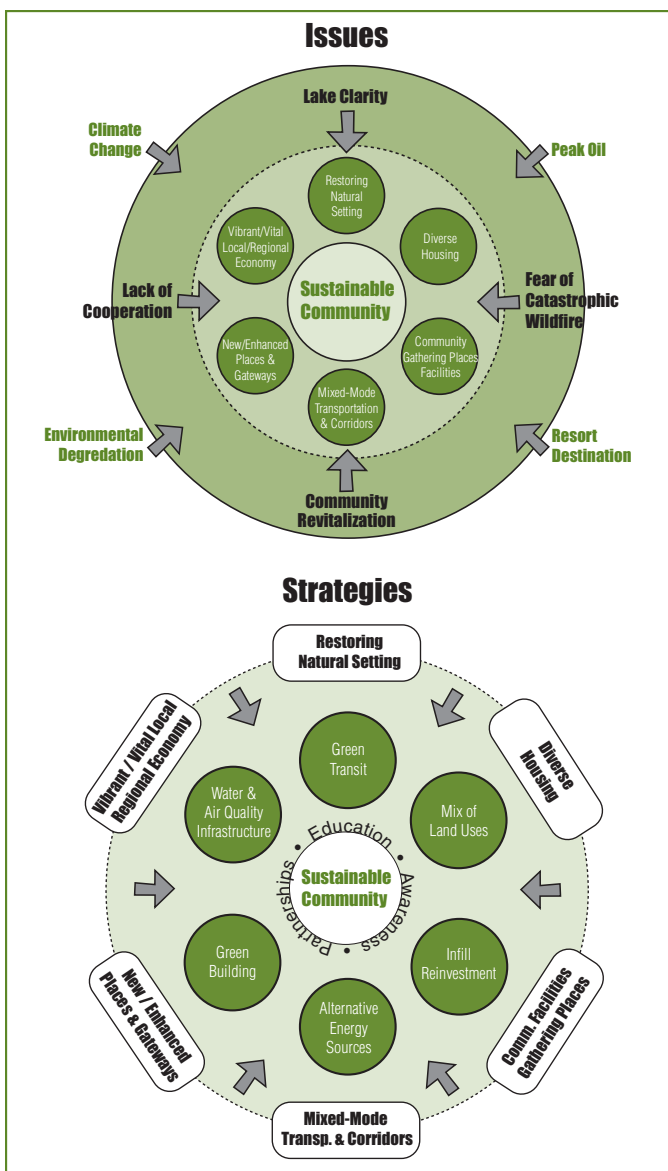 Issues
Lake Clarity
Climate
Change
Peak Oil
Restoring
Natural
Setting
Vibrant/Vital
Local/Regional
Economy
Diverse
Housing
Sustainable
Community
Lack of
Cooperation
Fear of
Catastrophic
Wildfire
New/Enhanced
Places &
Gateways
Community
Gathering Places
Facilities
Mixed-Mode
Transportation
& Corridors
Environmental
Degredation
Resort
Destination
Community
Revitalization
Strategies
Restoring
Natural Setting
Vibrant / Vital Local
Regional Economy
Diverse
Housing
Green
Transit
Water &
Air Quality
Infrastructure
Mix of
Land Uses
Partnerships • Education • Awareness •
Sustainable
Community
Green
Building
Infill
Reinvestment
Alternative
Energy
Sources
New / Enhanced
Places & Gateways
Comm. Facilities
Gathering Places
Mixed-Mode
Transp. & Corridors